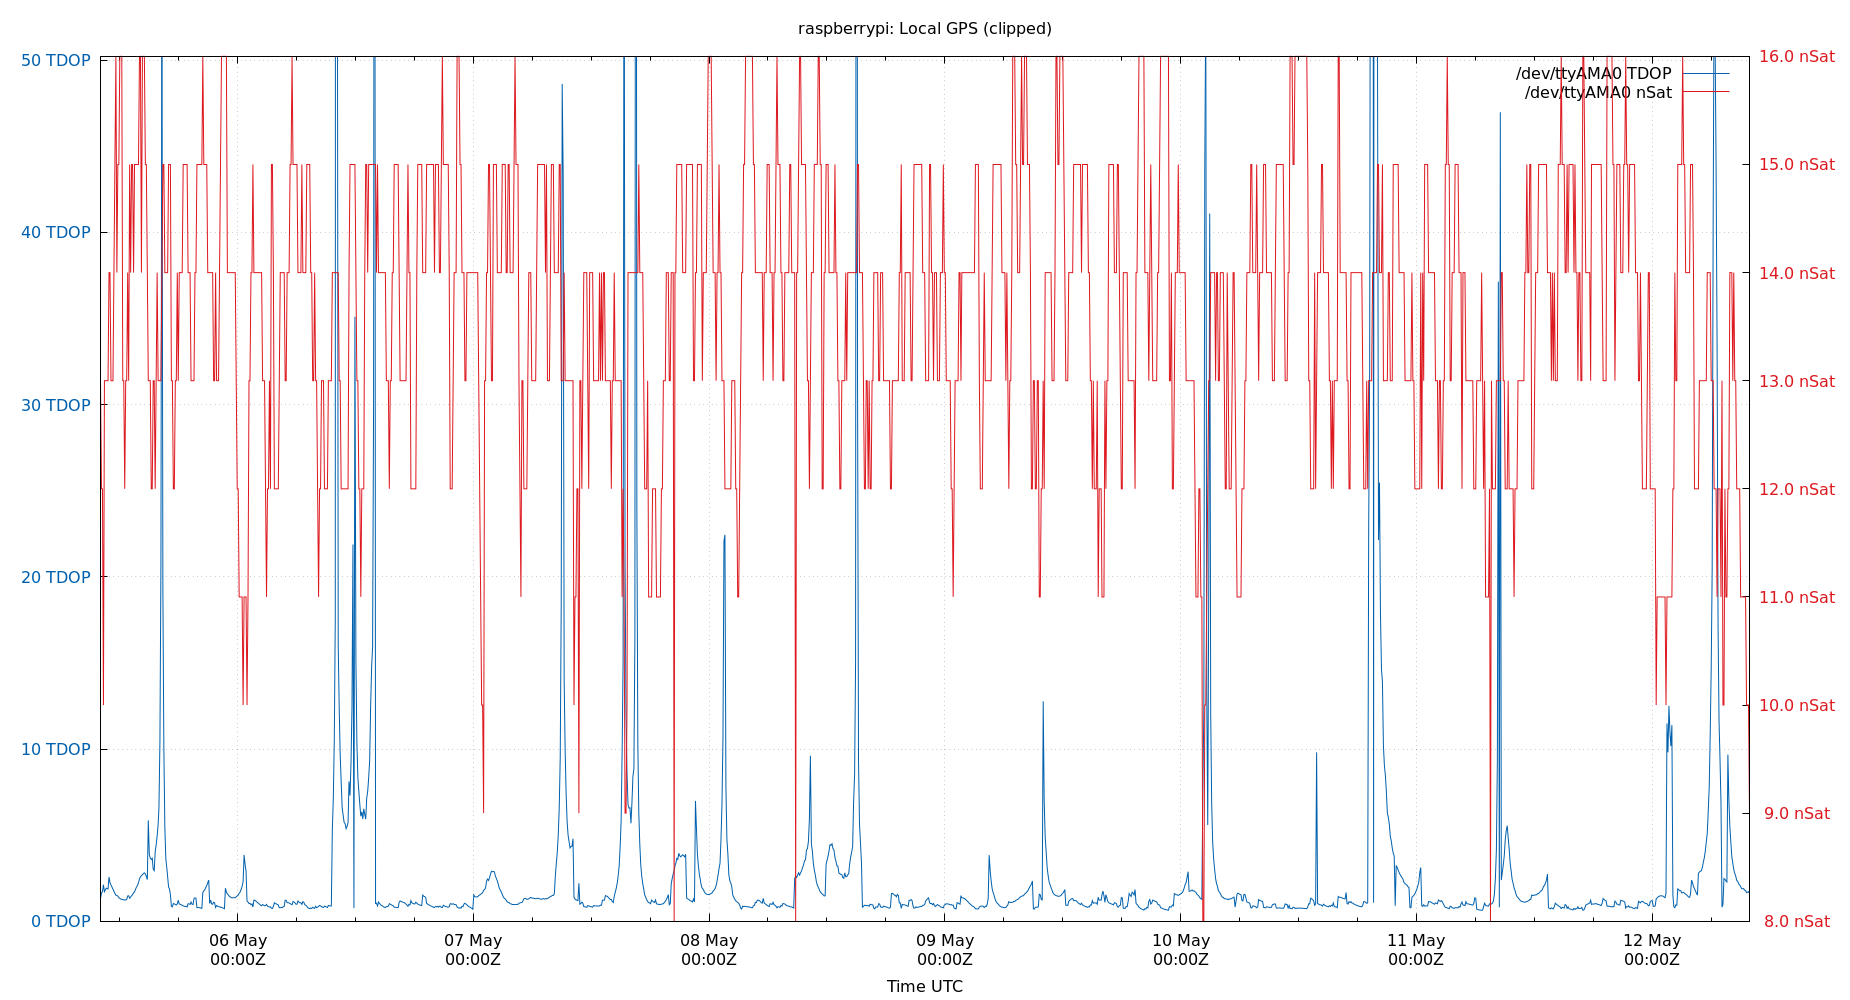 raspberrypi: Local GPS (clipped)
50 TDOP
40 TDOP
30 TDOP
20 TDOP
10 TDOP
0 TDOP
16.0 nSat
15.0 nSat
14.0 nSat
13.0 nSat
12.0 nSat
11.0 nSat
10.0 nSat
9.0 nSat
8.0 nSat
/dev/ttyAMA0 TDOP
/dev/ttyAMA0 nSat
06 May
00:00Z
07 May
00:00Z
08 May
00:00Z
09 May
00:00Z
10 May
00:00Z
11 May
00:00Z
12 May
00:00Z
Time UTC